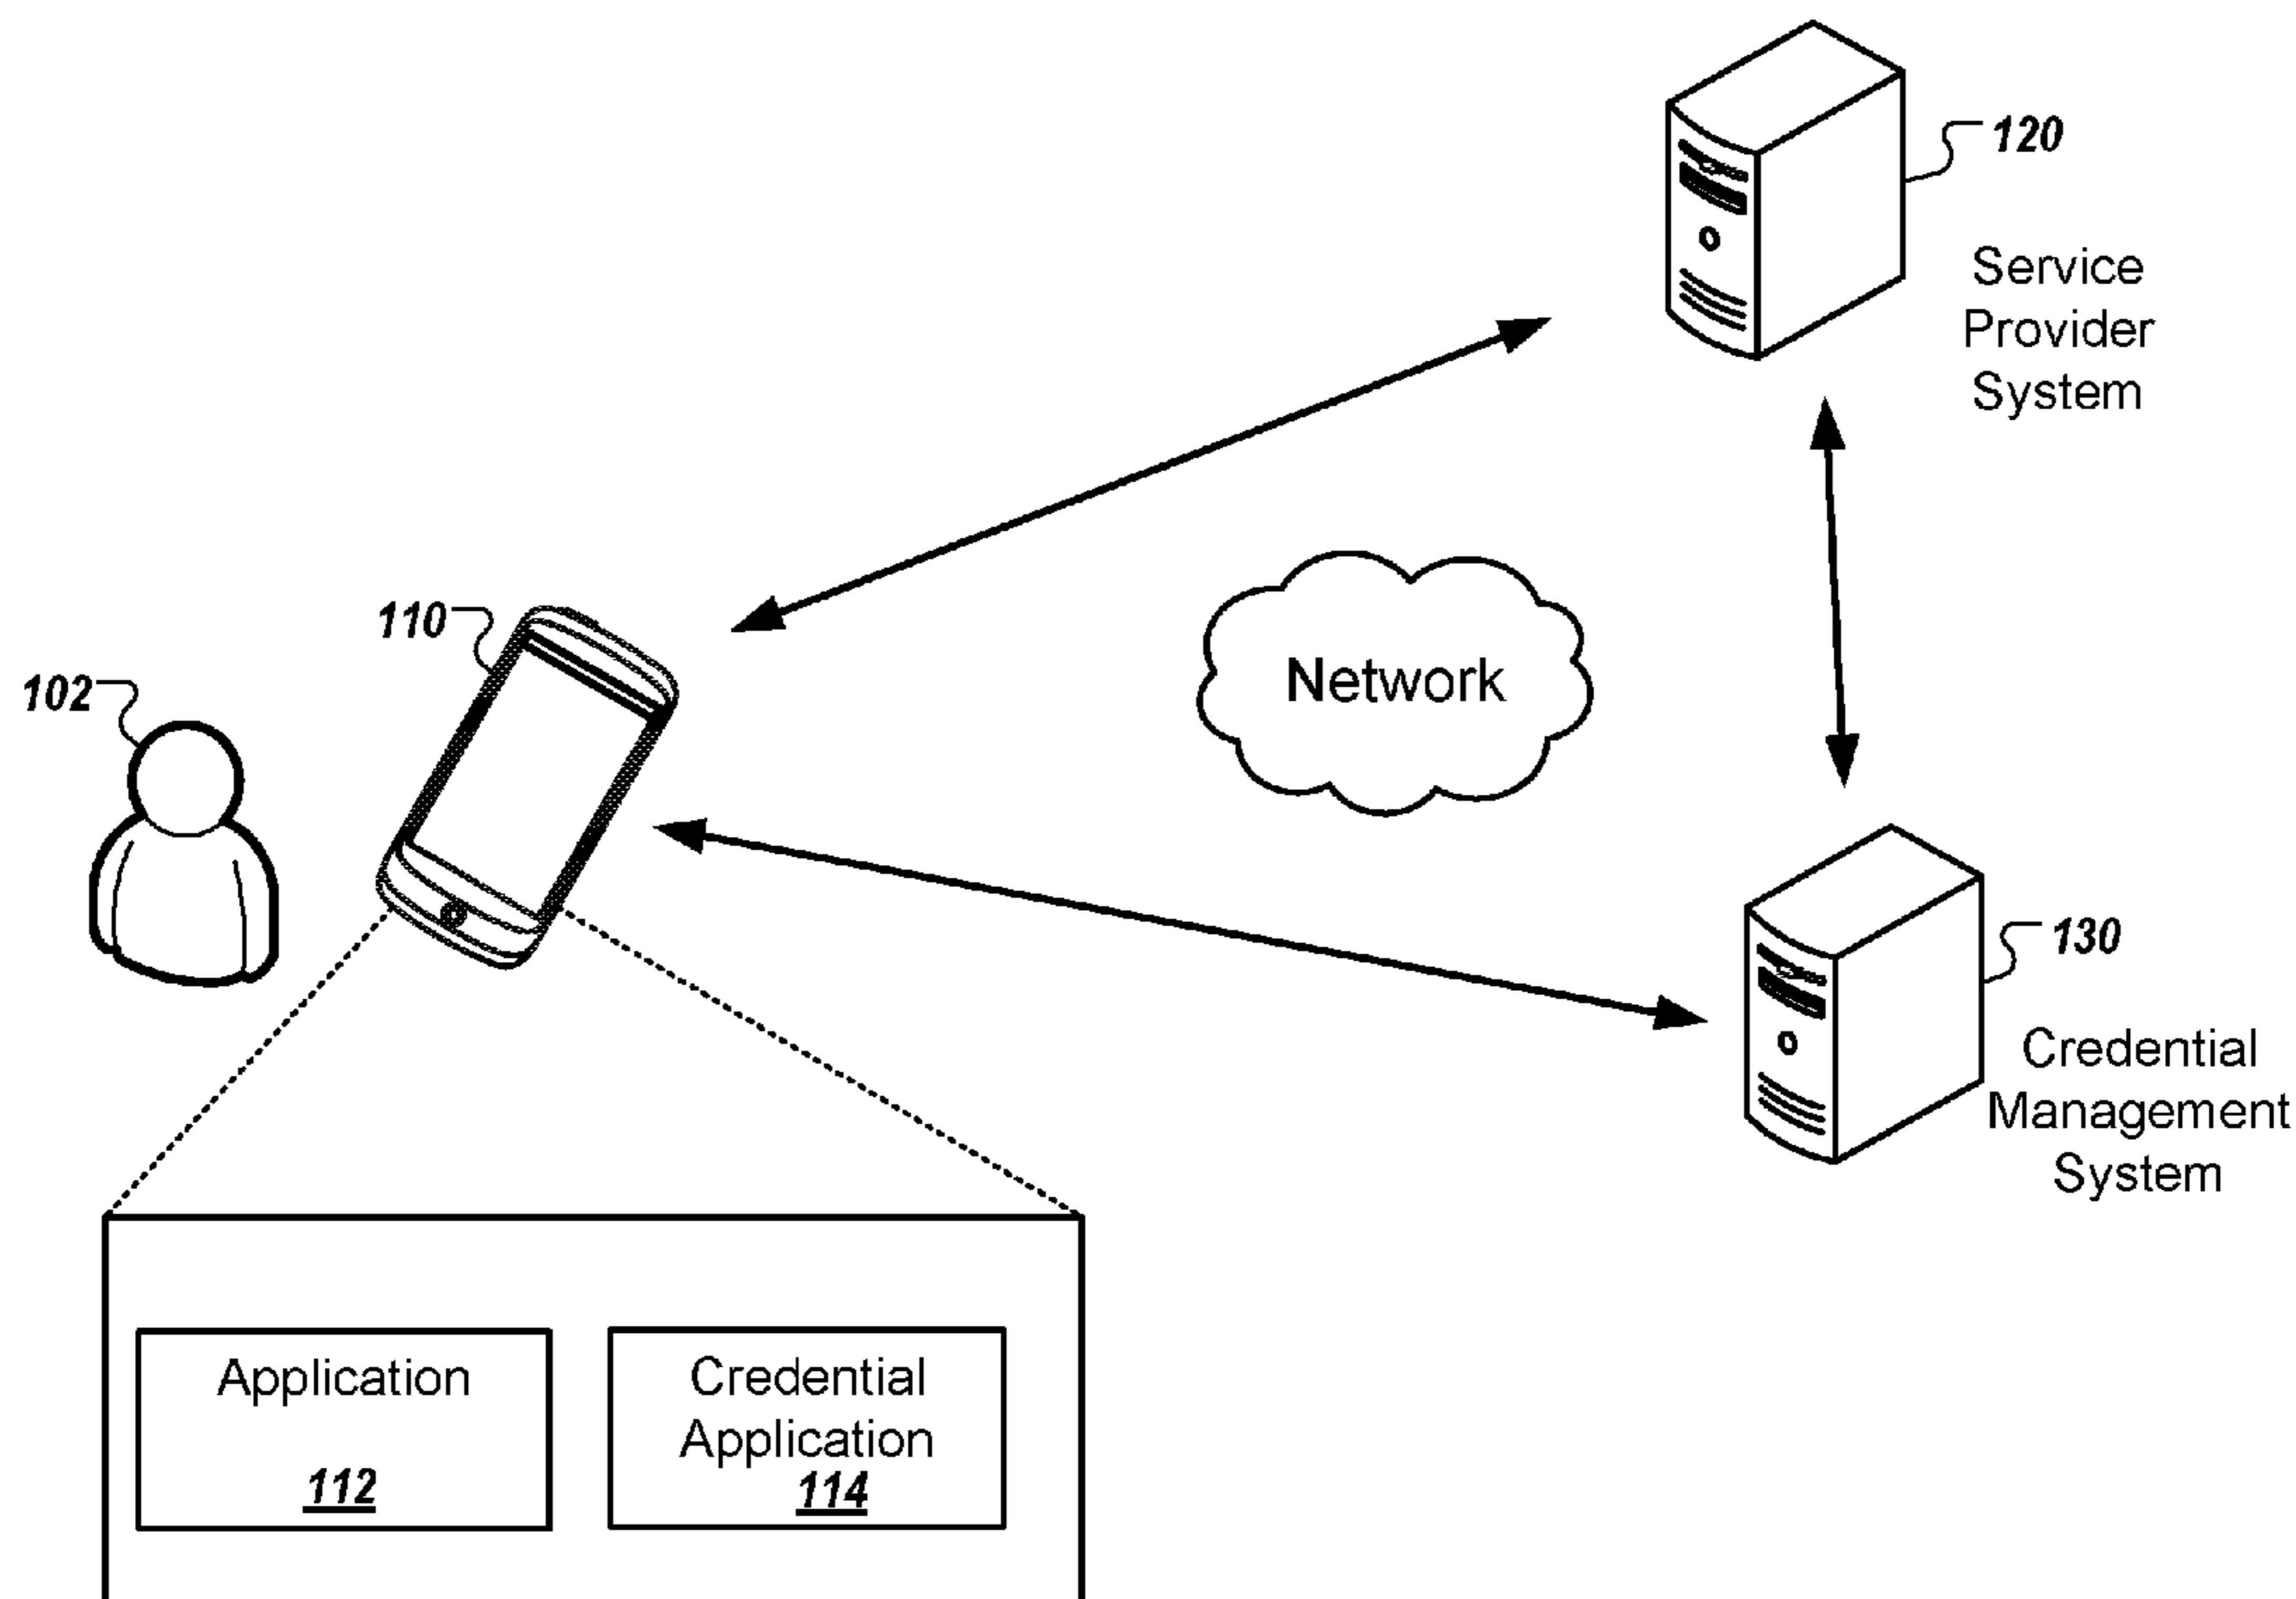 120
Service
Provider
System
110
102
Network
130
Credential
Management
System
Application
112
Credential
Application
114